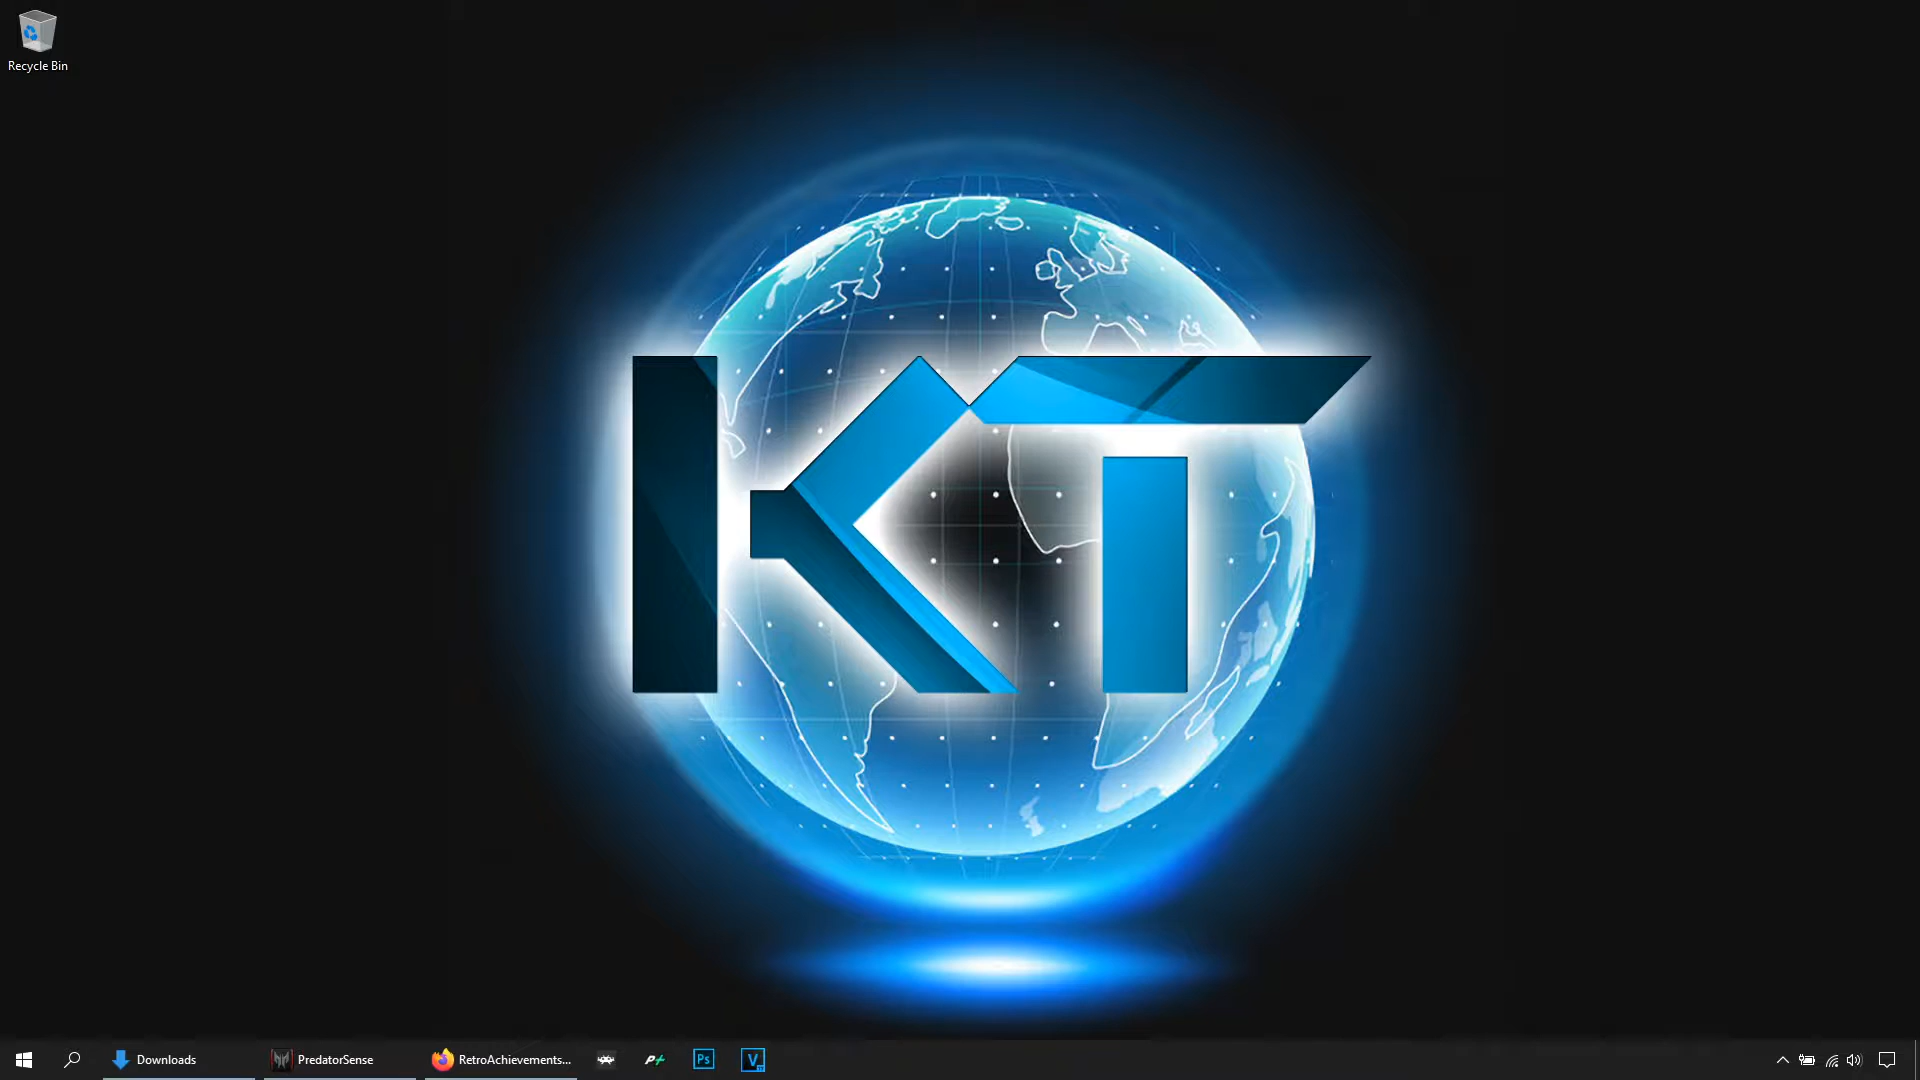 Recycle Bin
KT
Downloads
PredatorSense
RetroAchievements...
P+
Ps
V